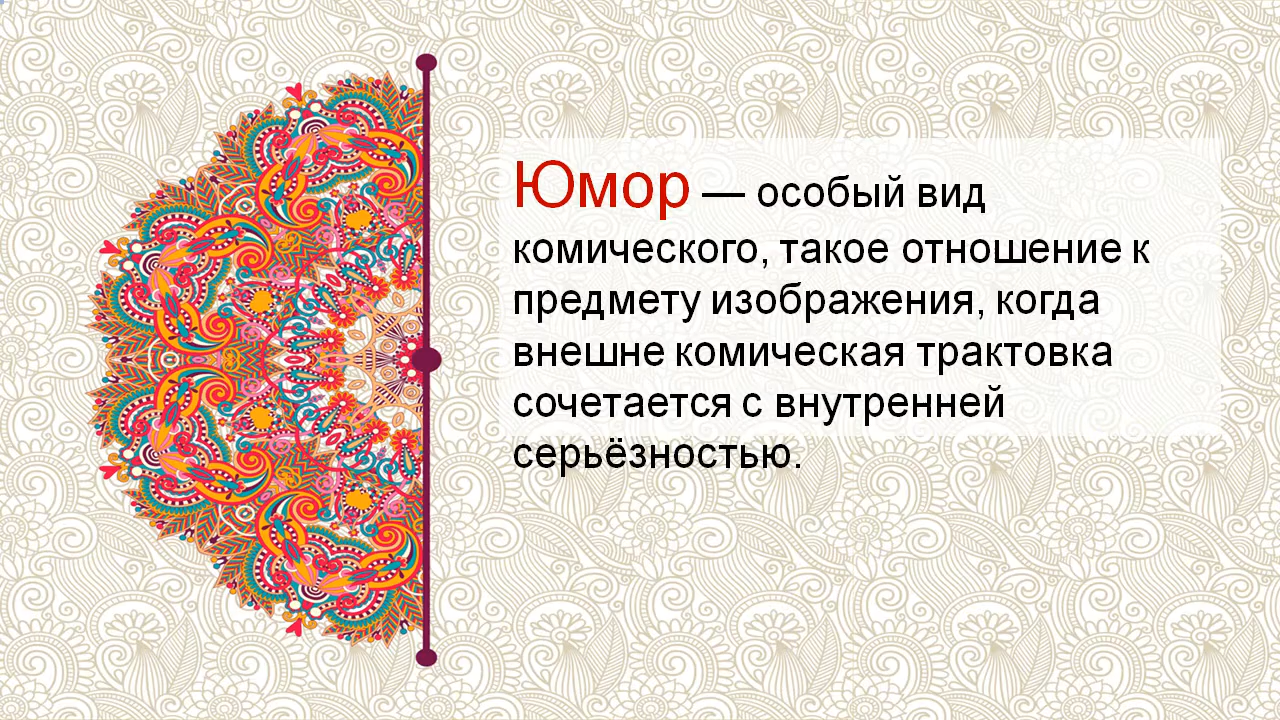 Юмор — особый вид
комического, такое отношение к
предмету изображения, когда
внешне комическая трактовка
сочетается с внутренней
серьёзностью.